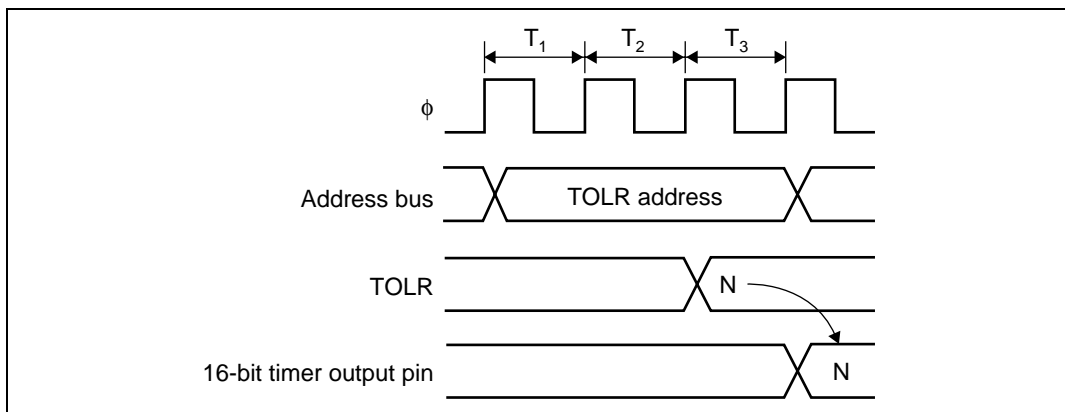 T₁ T₂ T₃
φ
Address bus TOLR address
TOLR N
16-bit timer output pin N